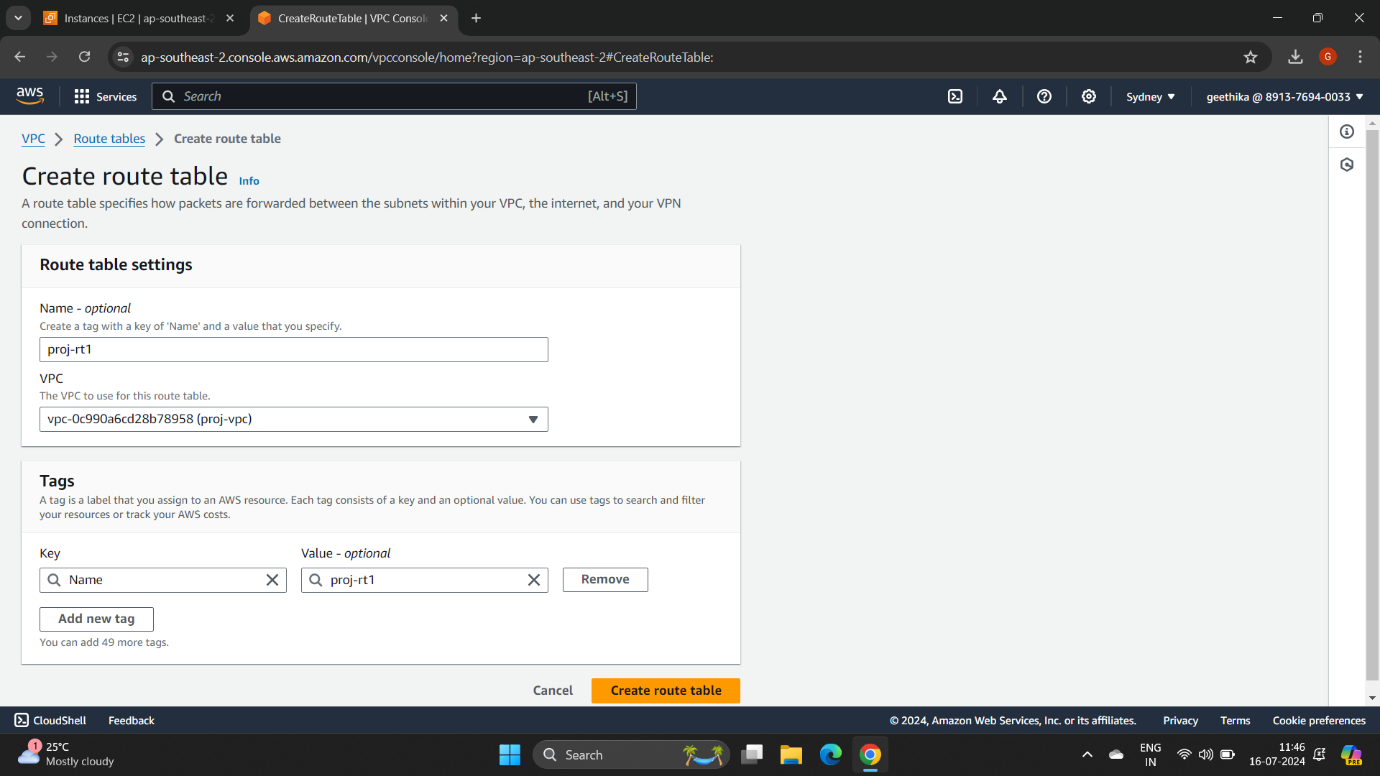 Instances | EC2 | ap-southeast-2
CreateRouteTable | VPC Consol
ap-southeast-2.console.aws.amazon.com/vpcconsole/home?region=ap-southeast-2#CreateRouteTable:
G
aws
Services
Search
[Alt+S]
Sydney
geethika @ 8913-7694-0033
VPC
Route tables
Create route table
Create route table
Info
A route table specifies how packets are forwarded between the subnets within your VPC, the internet, and your VPN
connection.
Route table settings
Name - optional
Create a tag with a key of 'Name' and a value that you specify.
proj-rt1
VPC
The VPC to use for this route table.
vpc-0c990a6cd28b78958 (proj-vpc)
Tags
A tag is a label that you assign to an AWS resource. Each tag consists of a key and an optional value. You can use tags to search and filter
your resources or track your AWS costs.
Key
Value - optional
Name
proj-rt1
Remove
Add new tag
You can add 49 more tags.
Cancel
Create route table
CloudShell
Feedback
© 2024, Amazon Web Services, Inc. or its affiliates.
Privacy
Terms
Cookie preferences
1
25°C
Mostly cloudy
Search
ENG
IN
11:46
16-07-2024
PRE